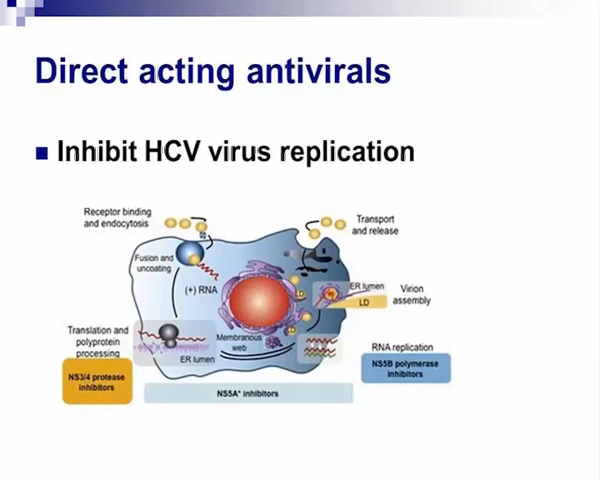 Direct acting antivirals
Inhibit HCV virus replication
Receptor binding
and endocytosis
Transport
and release
Fusion and
uncoating
(+) RNA
ER lumen
LD
LD
LD
Virion
assembly
Translation and
polyprotein
processing
Membranous
web
ER lumen
RNA replication
NS3/4 protease
inhibitors
NS5B polymerase
inhibitors
NS5A* inhibitors